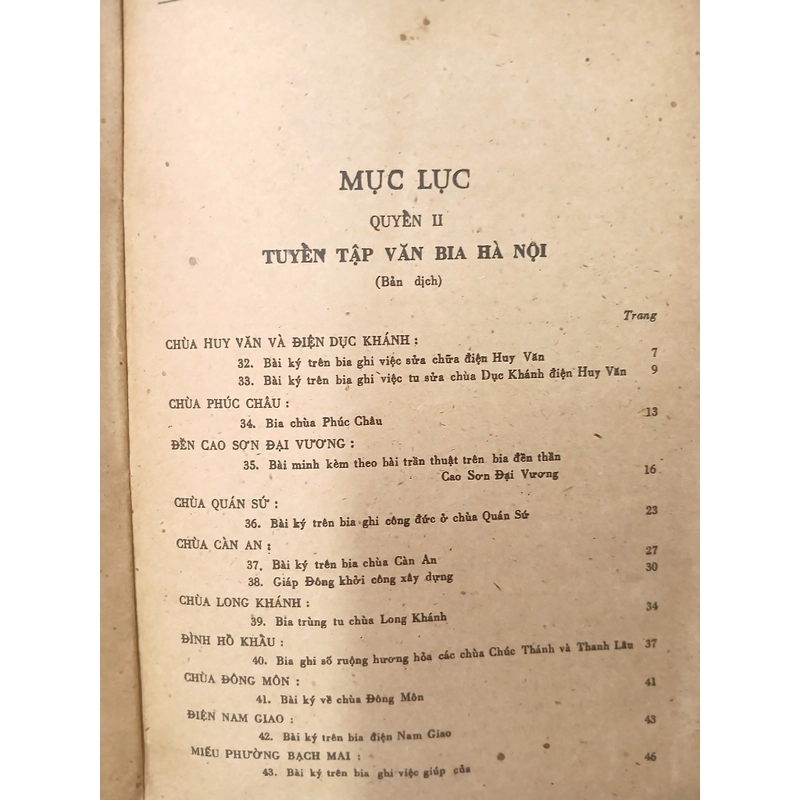 MỤC LỤC
QUYỀN II
TUYỀN TẬP VĂN BIA HÀ NỘI
(Bản dịch)
Trang
CHÙA HUY VĂN VÀ ĐIỆN DỤC KHÁNH :
32. Bài ký trên bia ghi việc sửa chữa điện Huy Văn 7
33. Bài ký trên bia ghi việc tu sửa chùa Dục Khánh điện Huy Văn 9
CHÙA PHÚC CHÂU :
34. Bia chùa Phúc Châu 13
ĐỀN CAO SƠN ĐẠI VƯƠNG :
35. Bài minh kèm theo bài trần thuật trên bia đền thần
Cao Sơn Đại Vương 16
CHÙA QUÁN SỨ :
36. Bài ký trên bia ghi công đức ở chùa Quán Sứ 23
CHÙA CÀN AN :
37. Bài ký trên bia chùa Càn An 27
38. Giáp Đông khởi công xây dựng 30
CHÙA LONG KHÁNH :
39. Bia trùng tu chùa Long Khánh 34
ĐÌNH HỒ KHẦU :
40. Bia ghi số ruộng hương hỏa các chùa Chúc Thánh và Thanh Lâu 37
CHÙA ĐÔNG MÔN :
41. Bài ký về chùa Đông Môn 41
ĐIỆN NAM GIAO :
42. Bài ký trên bia điện Nam Giao 43
MIẾU PHƯỜNG BẠCH MAI :
43. Bài ký trên bia ghi việc giúp của 46